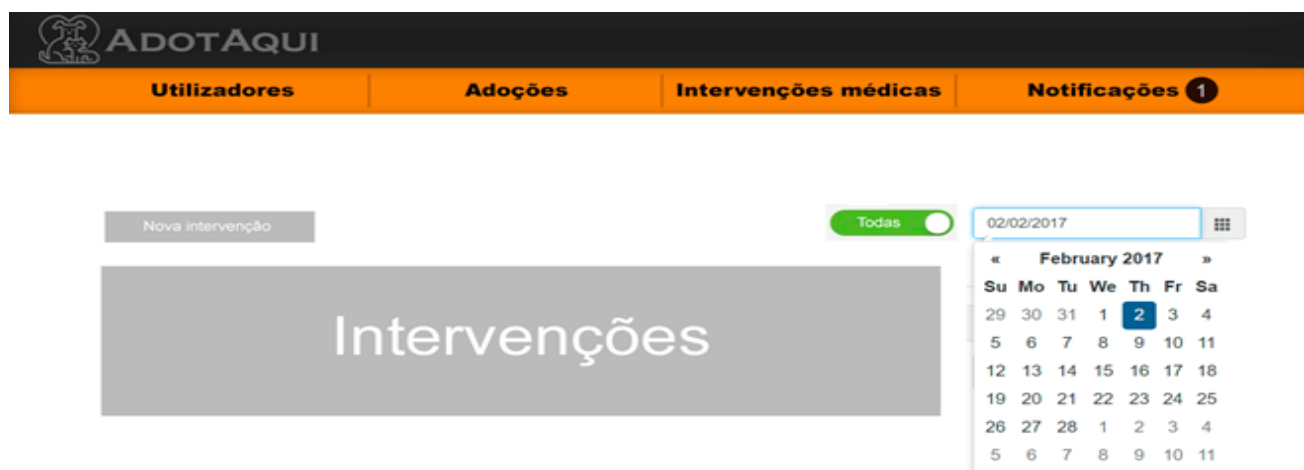 ADOTAQUI
Utilizadores Adoções Intervenções médicas Notificações 1
Nova intervenção Todas 02/02/2017
« February 2017 »
Su Mo Tu We Th Fr Sa
29 30 31 1 2 3 4
Intervenções
5 6 7 8 9 10 11
12 13 14 15 16 17 18
19 20 21 22 23 24 25
26 27 28 1 2 3 4
5 6 7 8 9 10 11